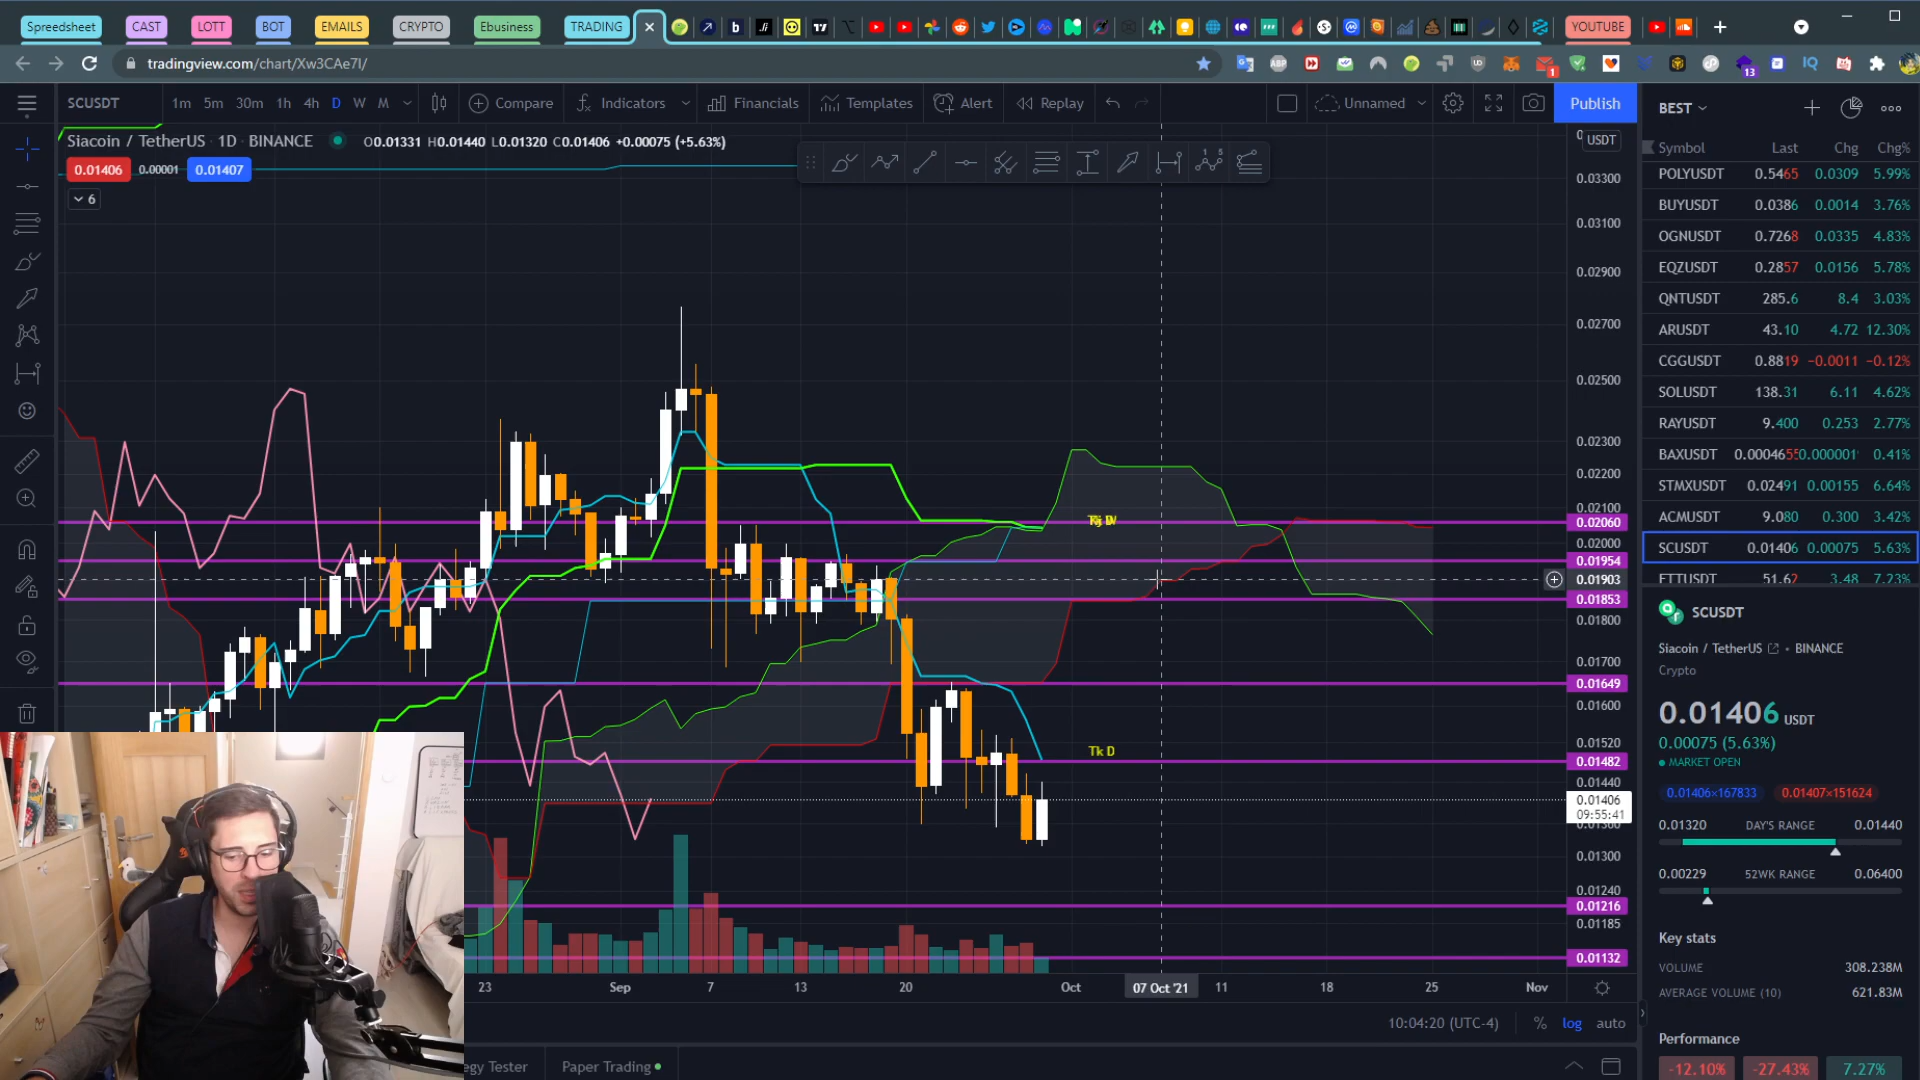 Spreedsheet CAST LOTT BOT EMAILS CRYPTO Ebusiness TRADING YOUTUBE
tradingview.com/chart/Xw3CAe7I/
SCUSDT 1m 5m 30m 1h 4h D W M Compare Indicators Financials Templates Alert Replay Unnamed Publish
Siacoin / TetherUS · 1D · BINANCE O0.01331 H0.01440 L0.01320 C0.01406 +0.00075 (+5.63%)
0.01406 0.00001 0.01407
6
USDT
0.03300
0.03100
0.02900
0.02700
0.02500
0.02300
0.02200
0.02100
0.02060
0.02000
0.01954
0.01903
0.01853
0.01800
0.01700
0.01649
0.01600
0.01520
0.01482
0.01440
0.01406
09:55:41
0.01300
0.01240
0.01216
0.01185
0.01132
Tk D
23 Sep 7 13 20 Oct 07 Oct '21 11 18 25 Nov
10:04:20 (UTC-4) % log auto
egy Tester Paper Trading
BEST
Symbol Last Chg Chg%
POLYUSDT 0.5465 0.0309 5.99%
BUYUSDT 0.0386 0.0014 3.76%
OGNUSDT 0.7268 0.0335 4.83%
EQZUSDT 0.2857 0.0156 5.78%
QNTUSDT 285.6 8.4 3.03%
ARUSDT 43.10 4.72 12.30%
CGGUSDT 0.8819 −0.0011 −0.12%
SOLUSDT 138.31 6.11 4.62%
RAYUSDT 9.400 0.253 2.77%
BAXUSDT 0.000465 0.000001 0.41%
STMXUSDT 0.02491 0.00155 6.64%
ACMUSDT 9.080 0.300 3.42%
SCUSDT 0.01406 0.00075 5.63%
FTTUSDT 51.62 3.48 7.23%
SCUSDT
Siacoin / TetherUS • BINANCE
Crypto
0.01406 USDT
0.00075 (5.63%)
MARKET OPEN
0.01406×167833 0.01407×151624
0.01320 DAY'S RANGE 0.01440
0.00229 52WK RANGE 0.06400
Key stats
VOLUME 308.238M
AVERAGE VOLUME (10) 621.83M
Performance
-12.10% -27.43% 7.27%